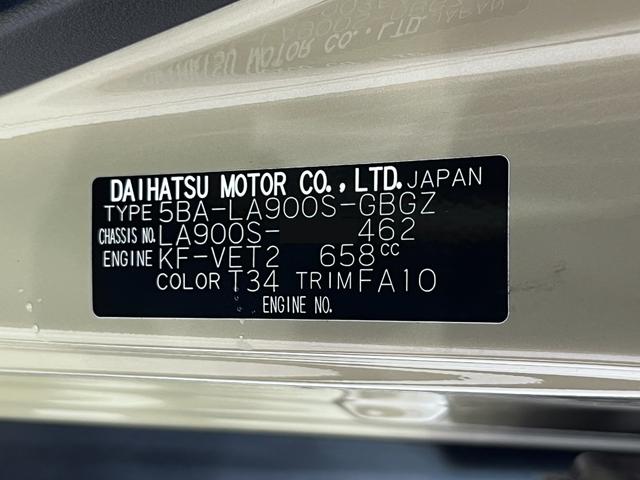 DAIHATSU MOTOR CO.,LTD. JAPAN
TYPE 5BA-LA900S-GBGZ
CHASSIS NO. LA900S- 462
ENGINE KF-VET2 658cc
COLOR T34 TRIM FA10
ENGINE NO.